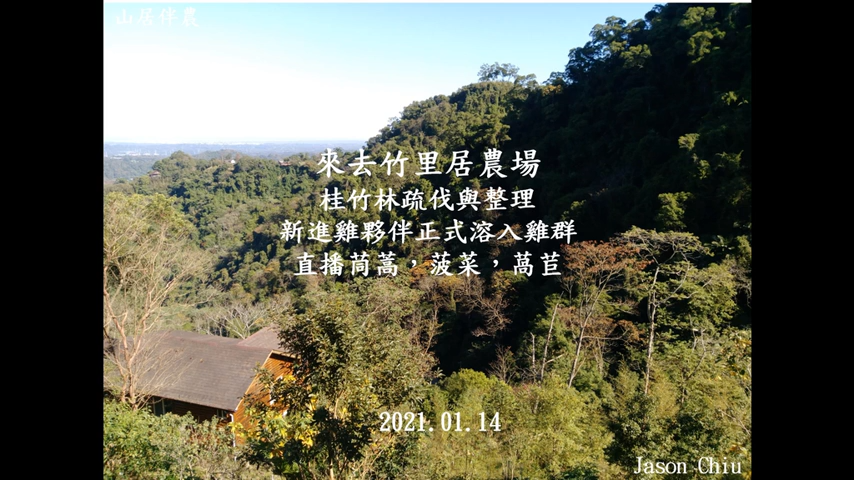 山居伴農
來去竹里居農場
桂竹林疏伐與整理
新進雞夥伴正式溶入雞群
直播茼蒿，菠菜，萵苣
2021.01.14
Jason Chiu